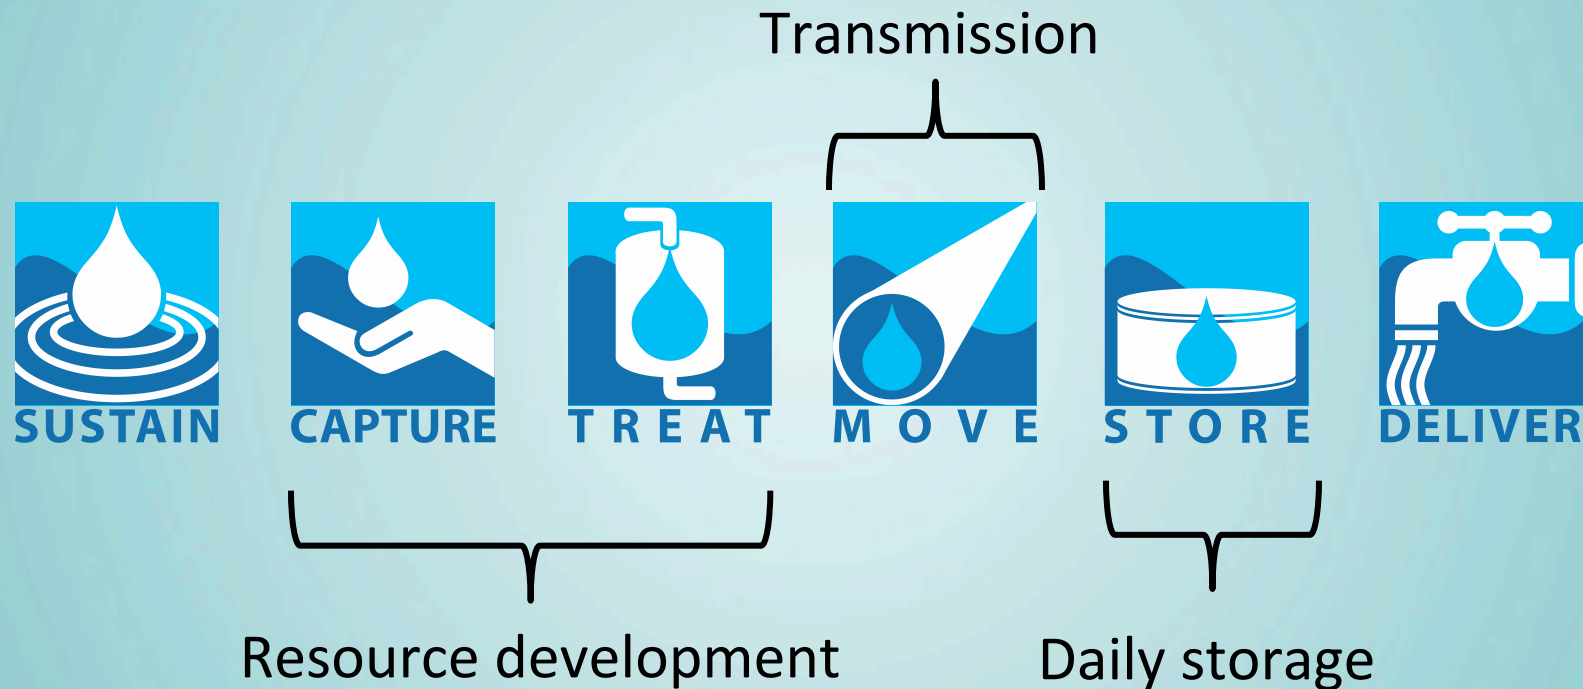 Transmission
SUSTAIN
CAPTURE
TREAT
MOVE
STORE
DELIVER
Resource development
Daily storage